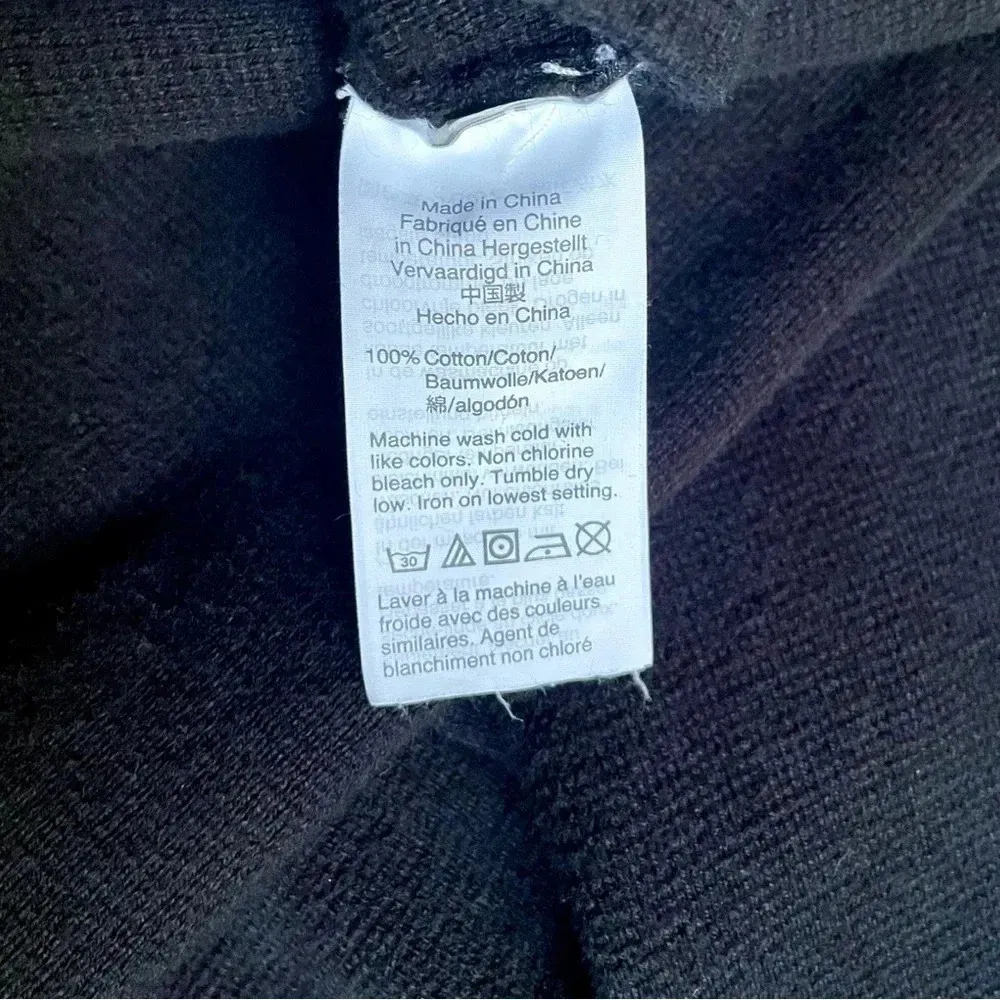 Made in China
Fabriqué en Chine
in China Hergestellt
Vervaardigd in China
中国製
Hecho en China
100% Cotton/Coton/
Baumwolle/Katoen/
綿/algodón
Machine wash cold with
like colors. Non chlorine
bleach only. Tumble dry
low. Iron on lowest setting.
30
Laver à la machine à l'eau
froide avec des couleurs
similaires. Agent de
blanchiment non chloré